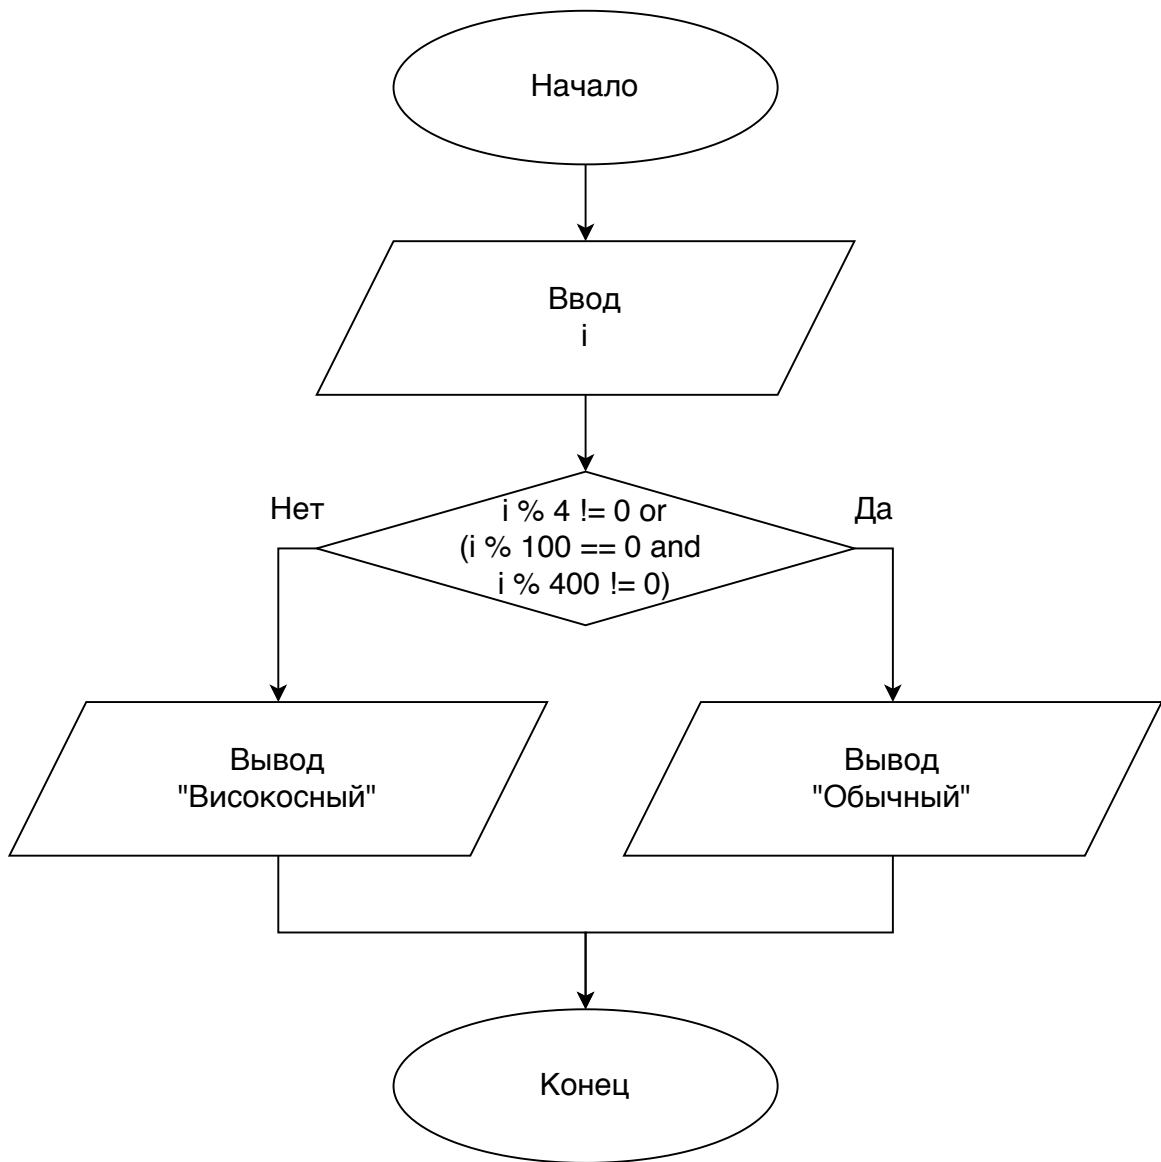 Начало
Ввод
i
Нет
Да
i % 4 != 0 or
(i % 100 == 0 and
i % 400 != 0)
Вывод
"Високосный"
Вывод
"Обычный"
Конец